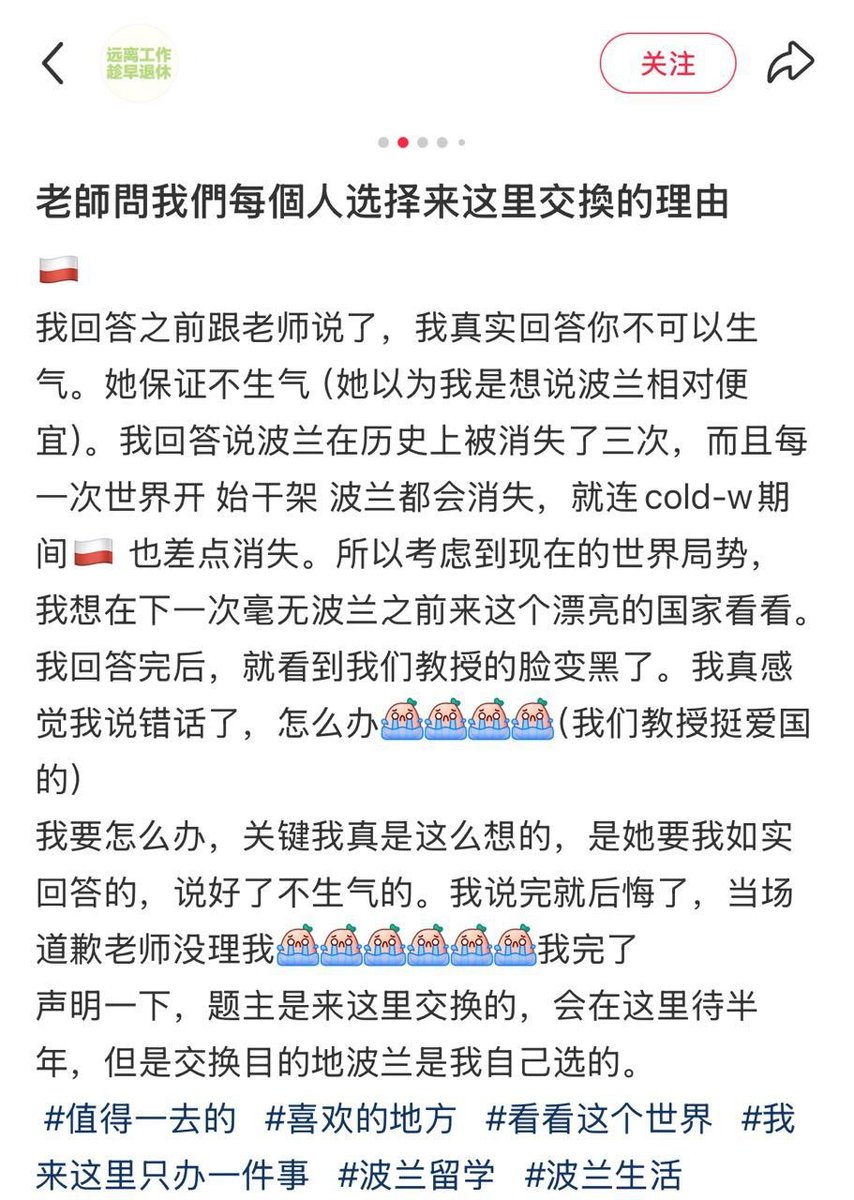 远离工作
趁早退休
关注
老師問我們每個人选择来这里交換的理由
🇵🇱
我回答之前跟老师说了，我真实回答你不可以生
气。她保证不生气 (她以为我是想说波兰相对便
宜)。我回答说波兰在历史上被消失了三次，而且每
一次世界开 始干架 波兰都会消失，就连 cold-w期
间🇵🇱 也差点消失。所以考虑到现在的世界局势，
我想在下一次毫无波兰之前来这个漂亮的国家看看。
我回答完后，就看到我们教授的脸变黑了。我真感
觉我说错话了，怎么办(我们教授挺爱国
的)
我要怎么办，关键我真是这么想的，是她要我如实
回答的，说好了不生气的。我说完就后悔了，当场
道歉老师没理我我完了
声明一下，题主是来这里交换的，会在这里待半
年，但是交换目的地波兰是我自己选的。
#值得一去的 #喜欢的地方 #看看这个世界 #我
来这里只办一件事 #波兰留学 #波兰生活